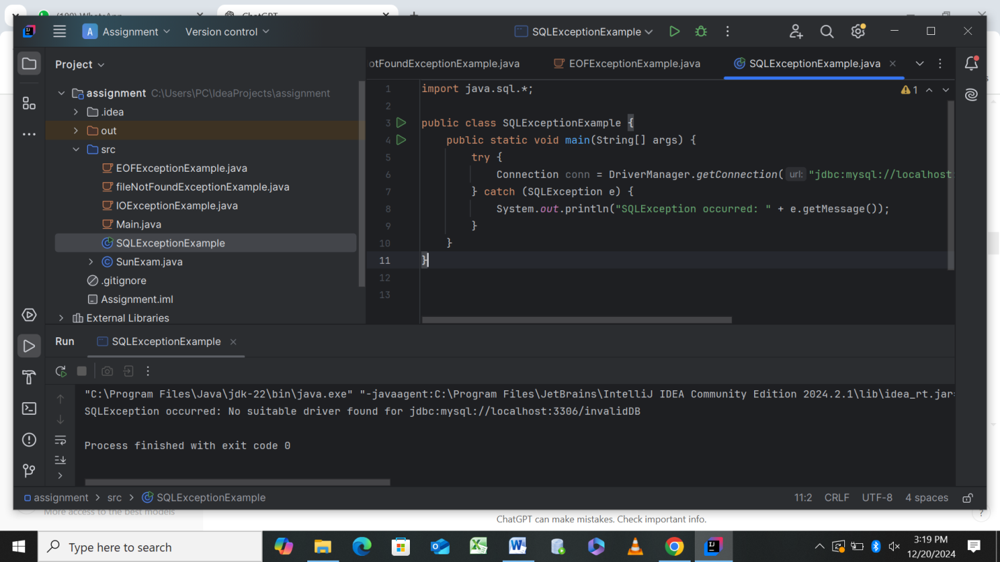 (199) WhatsApp
ChatGPT
A Assignment
Version control
SQLExceptionExample
Project
otFoundExceptionExample.java
EOFExceptionExample.java
SQLExceptionExample.java
assignment C:\Users\PC\IdeaProjects\assignment
.idea
out
src
EOFExceptionExample.java
fileNotFoundExceptionExample.java
IOExceptionExample.java
Main.java
SQLExceptionExample
SunExam.java
.gitignore
Assignment.iml
External Libraries
1
1 import java.sql.*;
2
3 public class SQLExceptionExample {
4 public static void main(String[] args) {
5 try {
6 Connection conn = DriverManager.getConnection( url: "jdbc:mysql://localhost:
7 } catch (SQLException e) {
8 System.out.println("SQLException occurred: " + e.getMessage());
9 }
10 }
11 }
12
13
Run
SQLExceptionExample
"C:\Program Files\Java\jdk-22\bin\java.exe" "-javaagent:C:\Program Files\JetBrains\IntelliJ IDEA Community Edition 2024.2.1\lib\idea_rt.jar=
SQLException occurred: No suitable driver found for jdbc:mysql://localhost:3306/invalidDB
Process finished with exit code 0
assignment > src > SQLExceptionExample
11:2 CRLF UTF-8 4 spaces
More access to the best models
ChatGPT can make mistakes. Check important info.
?
Type here to search
3:19 PM
12/20/2024